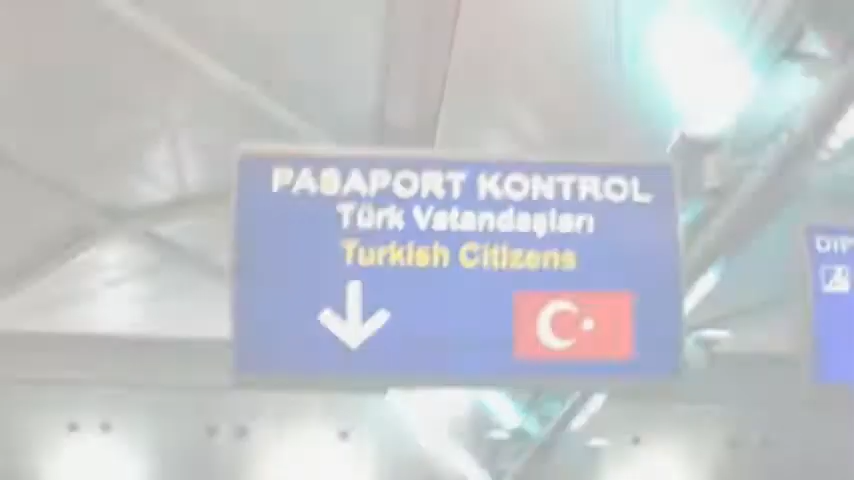 PASAPORT KONTROL
Türk Vatandaşları
Turkish Citizens